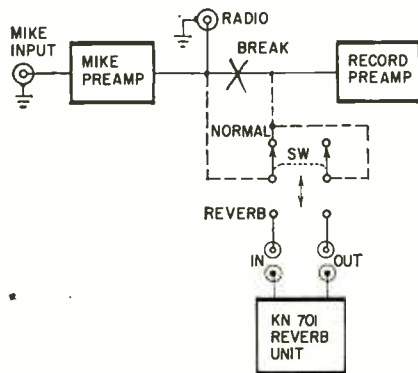 RADIO
MIKE
INPUT
BREAK
MIKE
PREAMP
RECORD
PREAMP
NORMAL
SW
REVERB
IN
OUT
KN 701
REVERB
UNIT